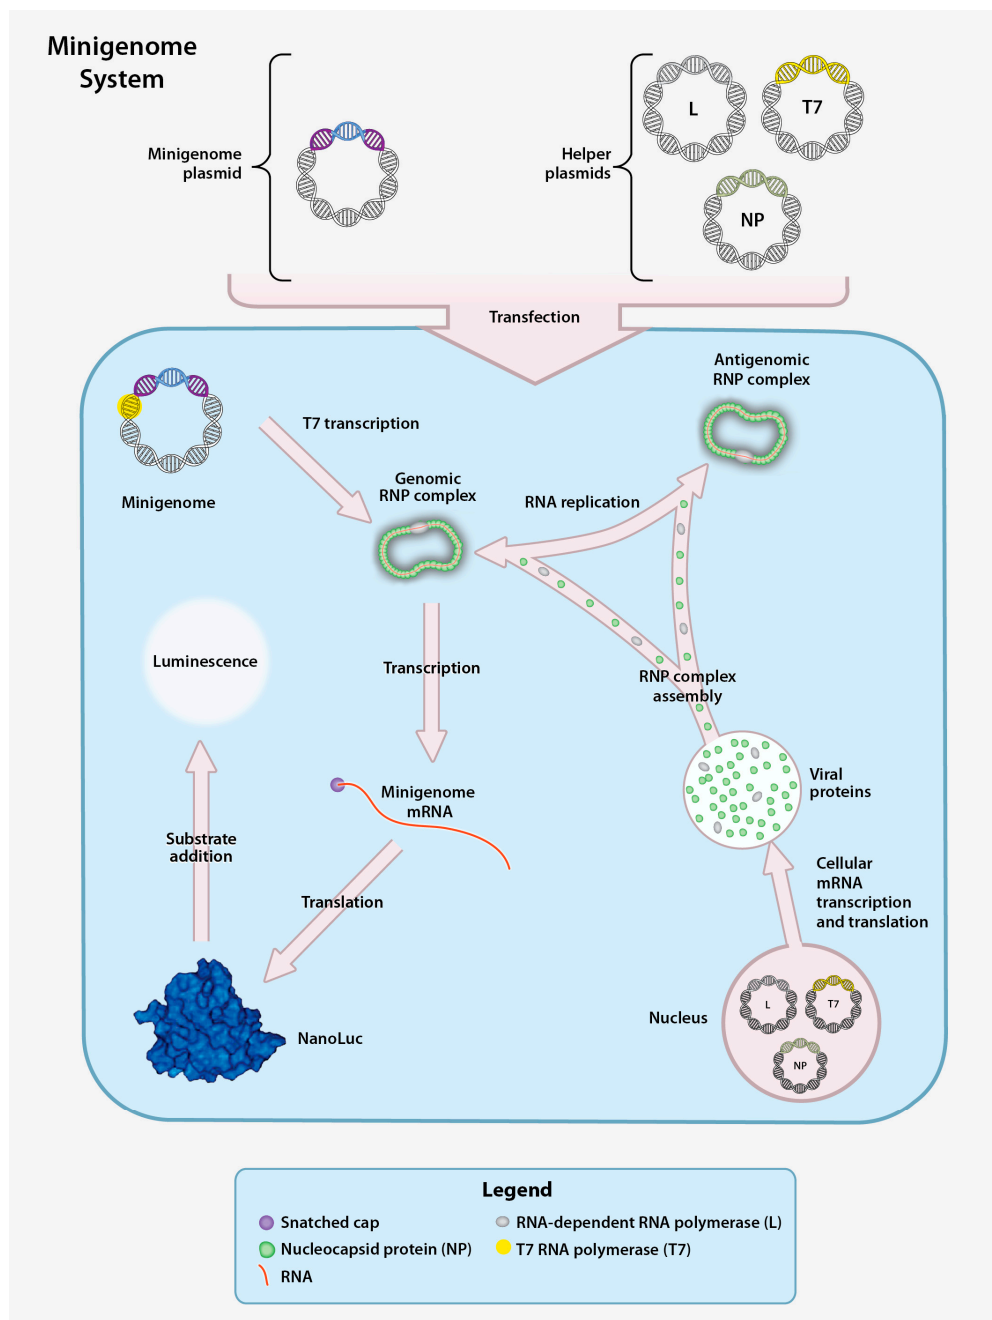 Minigenome
System
Minigenome
plasmid
Helper
plasmids
L
T7
NP
Transfection
Minigenome
T7 transcription
Genomic
RNP complex
RNA replication
Antigenomic
RNP complex
Luminescence
Transcription
RNP complex
assembly
Minigenome
mRNA
Viral
proteins
Substrate
addition
Translation
Cellular
mRNA
transcription
and translation
NanoLuc
Nucleus
L
T7
NP
Legend
Snatched cap
Nucleocapsid protein (NP)
RNA
RNA-dependent RNA polymerase (L)
T7 RNA polymerase (T7)